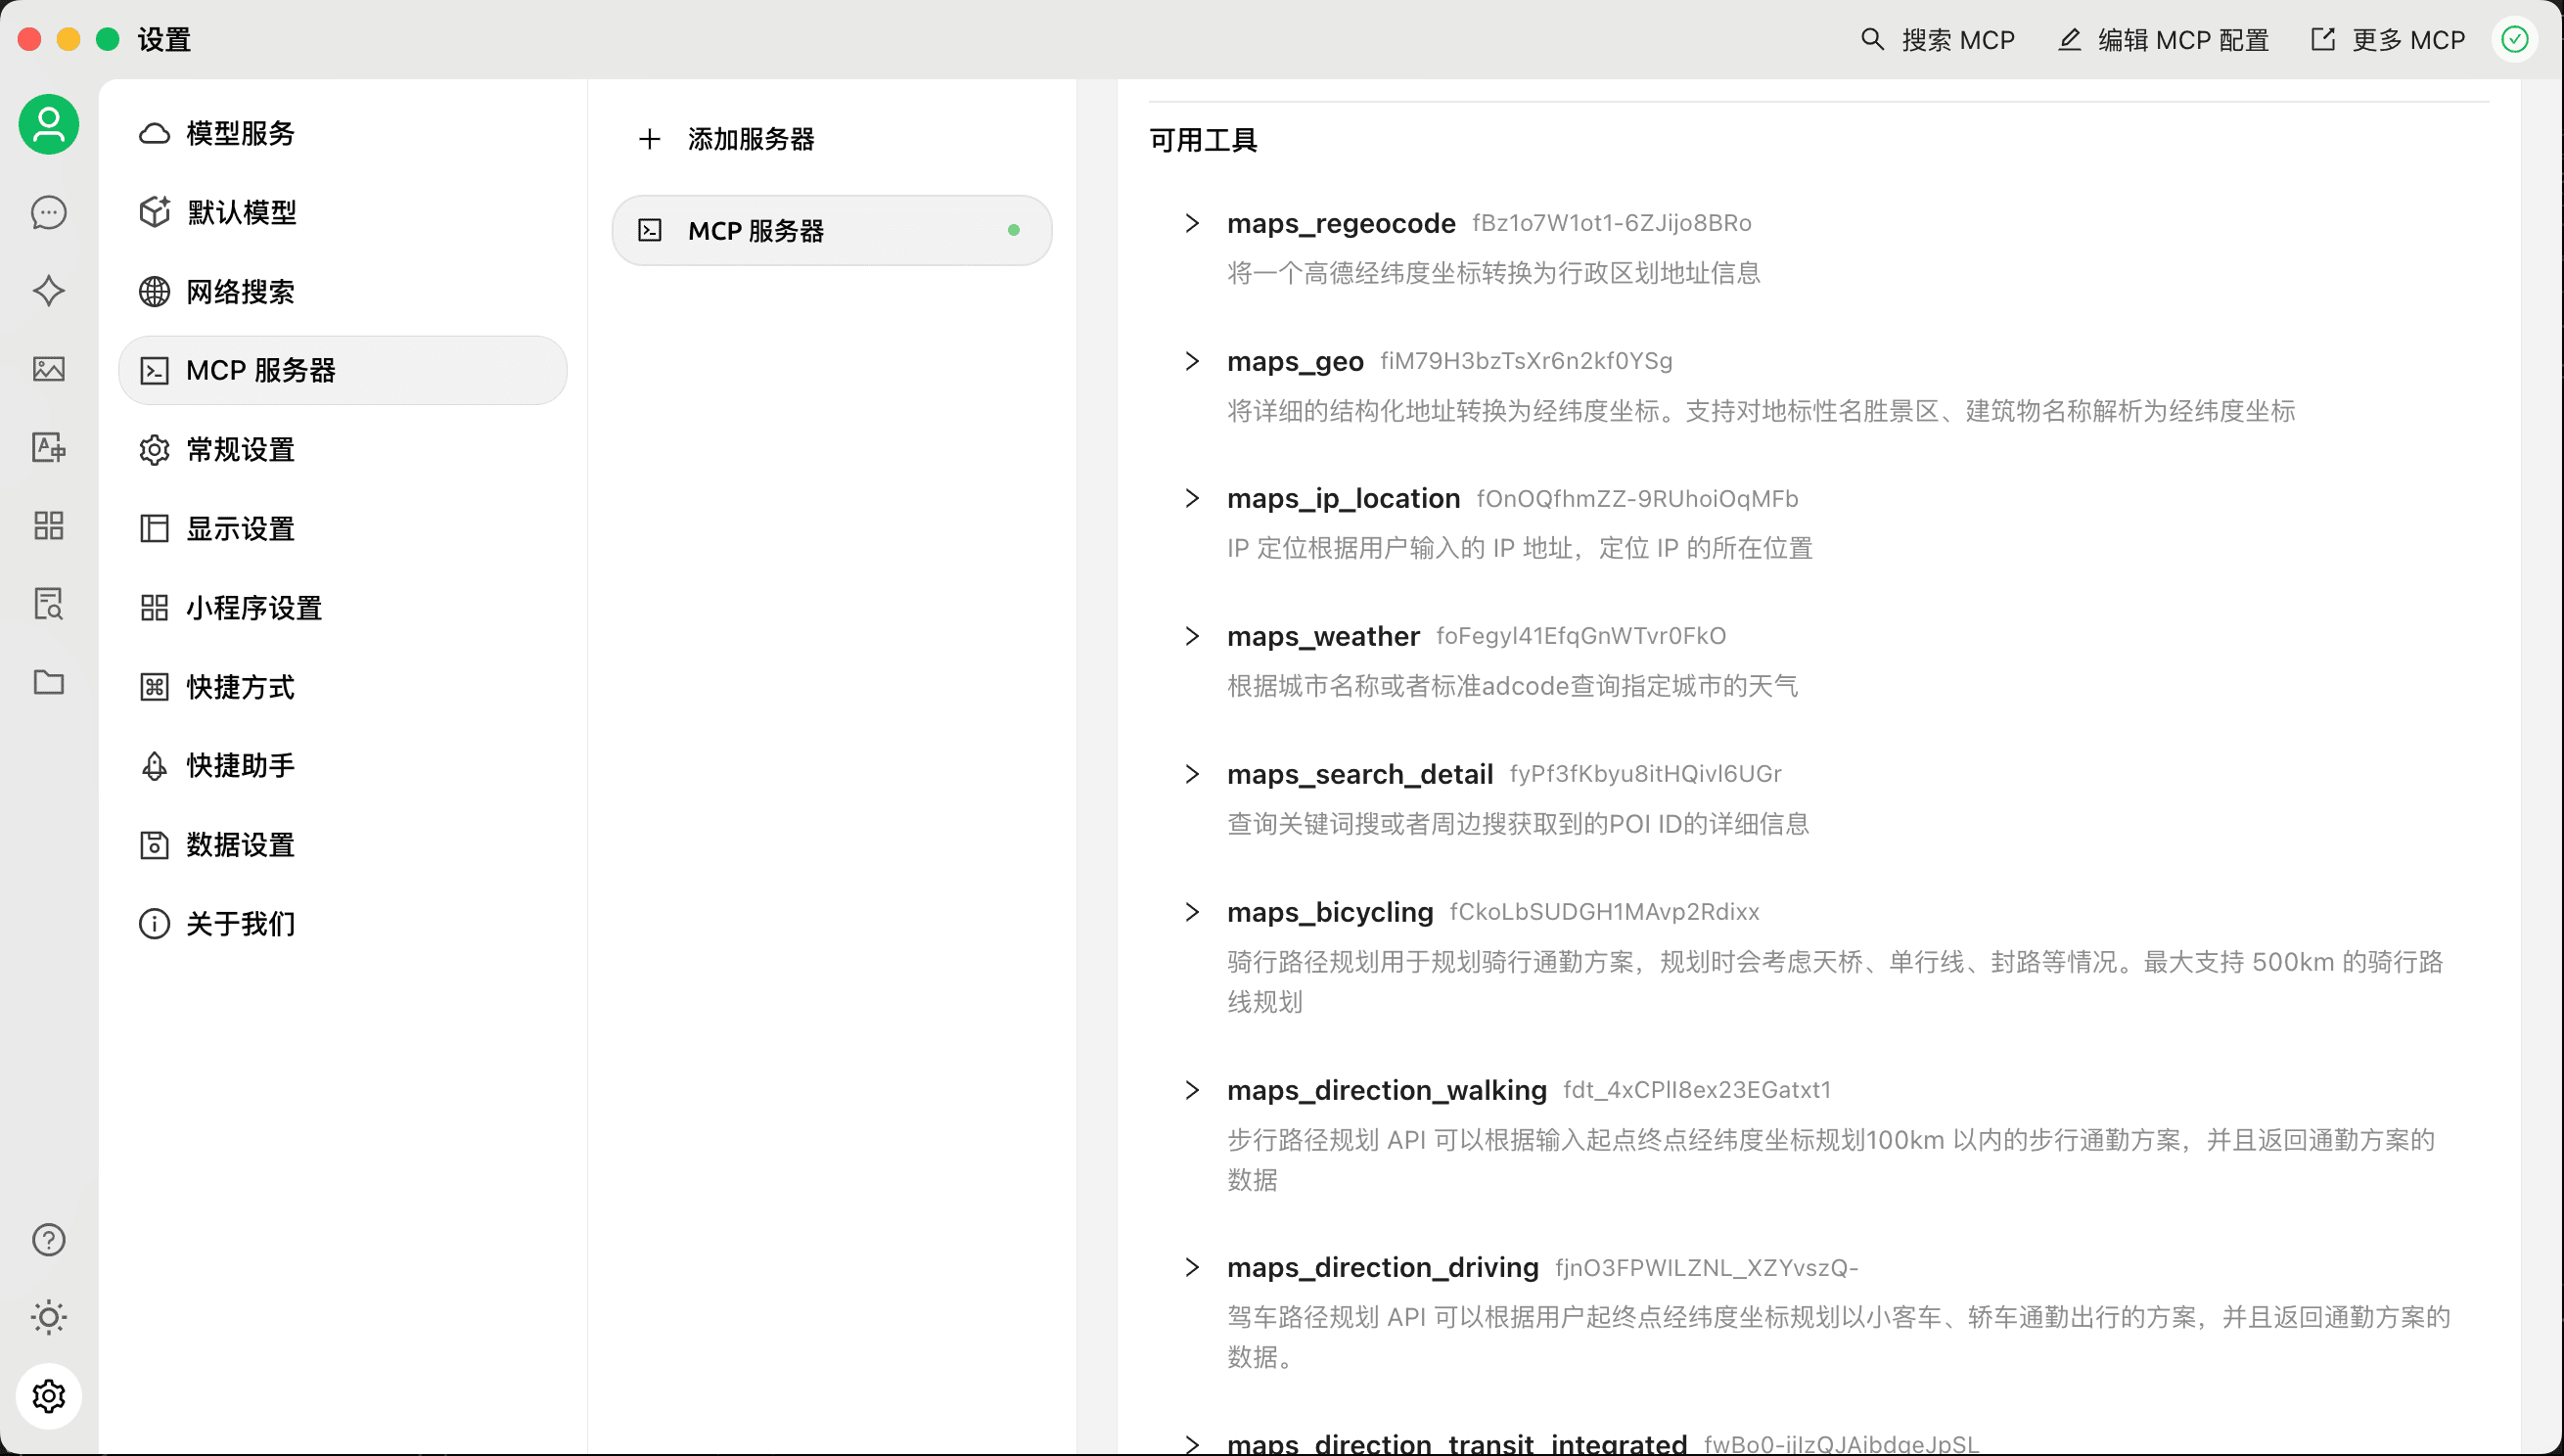 设置
搜索 MCP
编辑 MCP 配置
更多 MCP
模型服务
默认模型
网络搜索
MCP 服务器
常规设置
显示设置
小程序设置
快捷方式
快捷助手
数据设置
关于我们
添加服务器
MCP 服务器
可用工具
maps_regeocode fBz1o7W1ot1-6ZJijo8BRo
将一个高德经纬度坐标转换为行政区划地址信息
maps_geo fiM79H3bzTsXr6n2kf0YSg
将详细的结构化地址转换为经纬度坐标。支持对地标性名胜景区、建筑物名称解析为经纬度坐标
maps_ip_location fOnOQfhmZZ-9RUhoiOqMFb
IP 定位根据用户输入的 IP 地址，定位 IP 的所在位置
maps_weather foFegyl41EfqGnWTvr0FkO
根据城市名称或者标准adcode查询指定城市的天气
maps_search_detail fyPf3fKbyu8itHQivl6UGr
查询关键词搜或者周边搜获取到的POI ID的详细信息
maps_bicycling fCkoLbSUDGH1MAvp2Rdixx
骑行路径规划用于规划骑行通勤方案，规划时会考虑天桥、单行线、封路等情况。最大支持 500km 的骑行路
线规划
maps_direction_walking fdt_4xCPlI8ex23EGatxt1
步行路径规划 API 可以根据输入起点终点经纬度坐标规划100km 以内的步行通勤方案，并且返回通勤方案的
数据
maps_direction_driving fjnO3FPWILZNL_XZYvszQ-
驾车路径规划 API 可以根据用户起终点经纬度坐标规划以小客车、轿车通勤出行的方案，并且返回通勤方案的
数据。
maps_direction_transit_integrated fwBo0-ijIzQJAibdqeJpSL